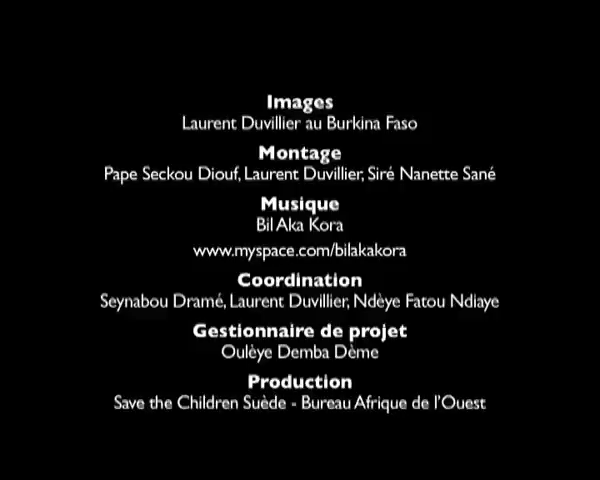 Images
Laurent Duvillier au Burkina Faso
Montage
Pape Seckou Diouf, Laurent Duvillier, Siré Nanette Sané
Musique
Bil Aka Kora
www.myspace.com/bilakakora
Coordination
Seynabou Dramé, Laurent Duvillier, Ndèye Fatou Ndiaye
Gestionnaire de projet
Oulèye Demba Dème
Production
Save the Children Suède - Bureau Afrique de l'Ouest